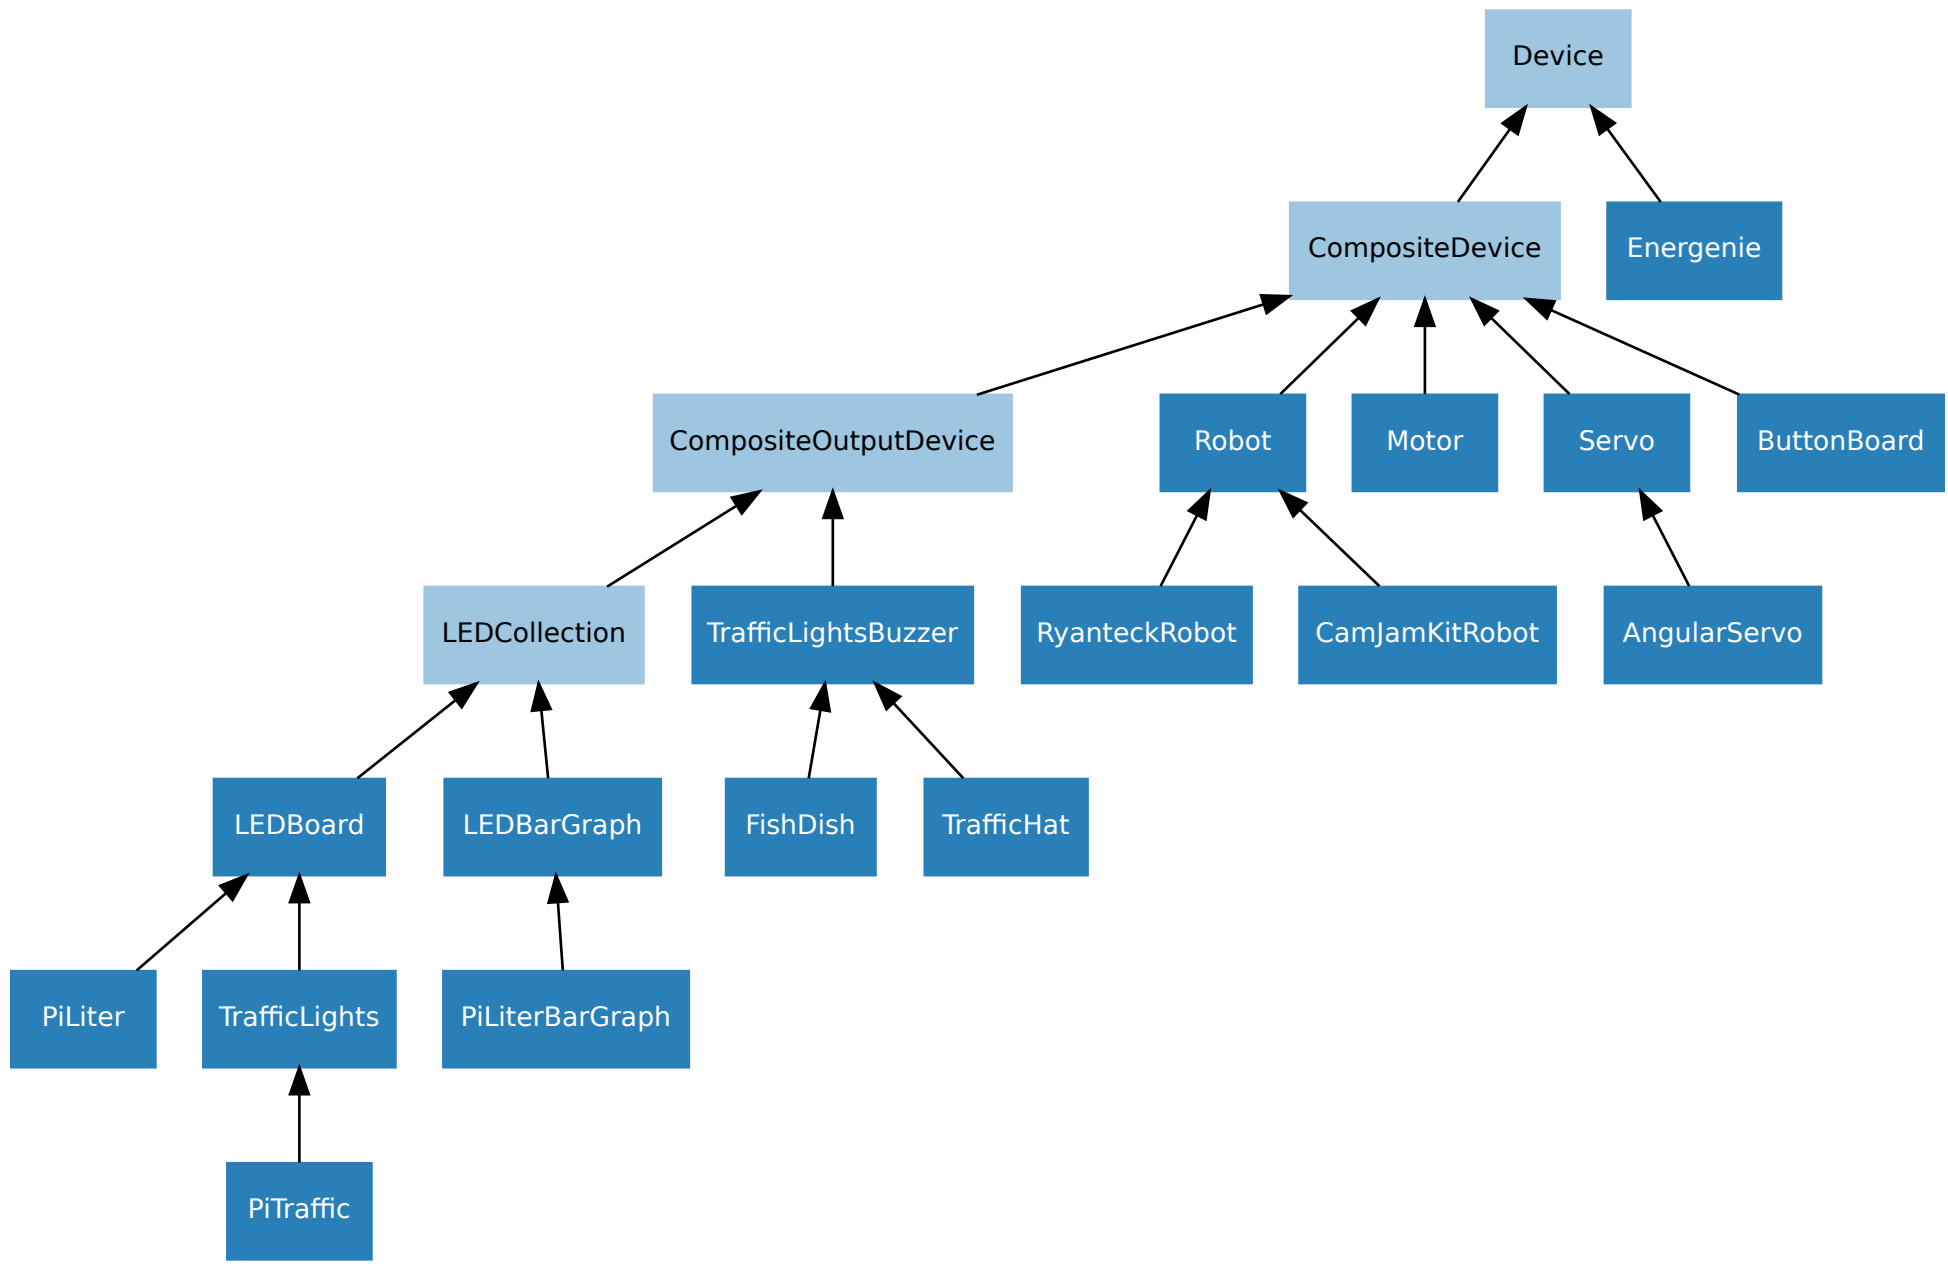 Device
CompositeDevice
Energenie
CompositeOutputDevice
Robot
Motor
Servo
ButtonBoard
LEDCollection
TrafficLightsBuzzer
RyanteckRobot
CamJamKitRobot
AngularServo
LEDBoard
LEDBarGraph
FishDish
TrafficHat
PiLiter
TrafficLights
PiLiterBarGraph
PiTraffic